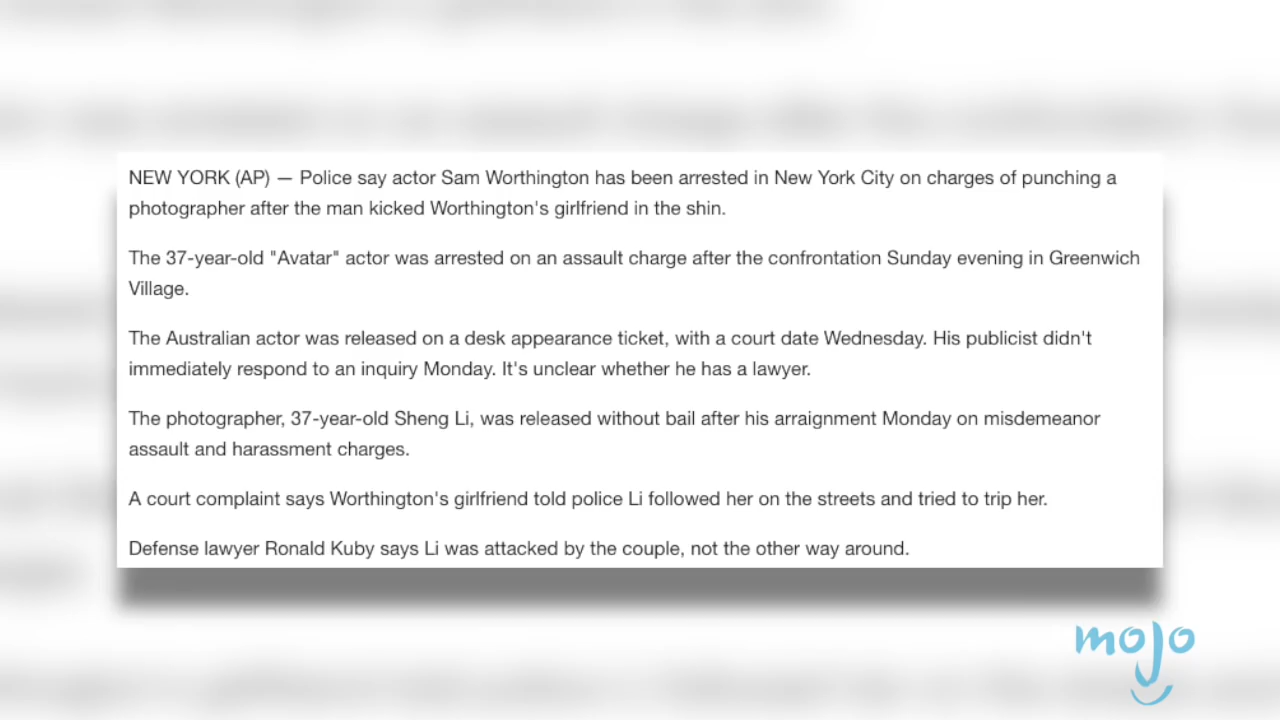 NEW YORK (AP) — Police say actor Sam Worthington has been arrested in New York City on charges of punching a
photographer after the man kicked Worthington's girlfriend in the shin.
The 37-year-old "Avatar" actor was arrested on an assault charge after the confrontation Sunday evening in Greenwich
Village.
The Australian actor was released on a desk appearance ticket, with a court date Wednesday. His publicist didn't
immediately respond to an inquiry Monday. It's unclear whether he has a lawyer.
The photographer, 37-year-old Sheng Li, was released without bail after his arraignment Monday on misdemeanor
assault and harassment charges.
A court complaint says Worthington's girlfriend told police Li followed her on the streets and tried to trip her.
Defense lawyer Ronald Kuby says Li was attacked by the couple, not the other way around.
mojo